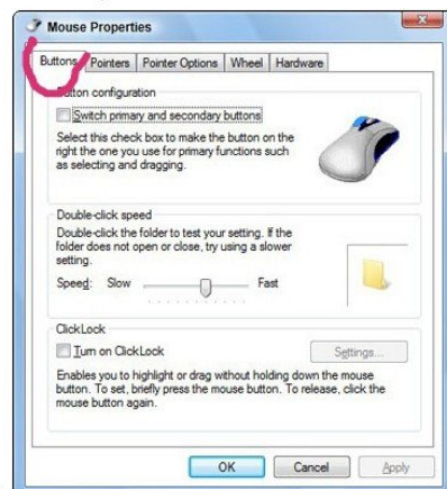 Mouse Properties
Buttons Pointers Pointer Options Wheel Hardware
Button configuration
Switch primary and secondary buttons
Select this check box to make the button on the
right the one you use for primary functions such
as selecting and dragging.
Double-click speed
Double-click the folder to test your setting. If the
folder does not open or close, try using a slower
setting.
Speed: Slow Fast
ClickLock
Turn on ClickLock
Settings...
Enables you to highlight or drag without holding down the mouse
button. To set, briefly press the mouse button. To release, click the
mouse button again.
OK Cancel Apply